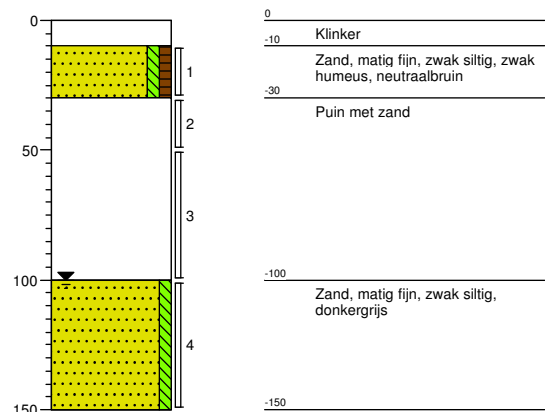 0
50
100
150
1
2
3
4
0
Klinker
-10
Zand, matig fijn, zwak siltig, zwak
humeus, neutraalbruin
-30
Puin met zand
-100
Zand, matig fijn, zwak siltig,
donkergrijs
-150